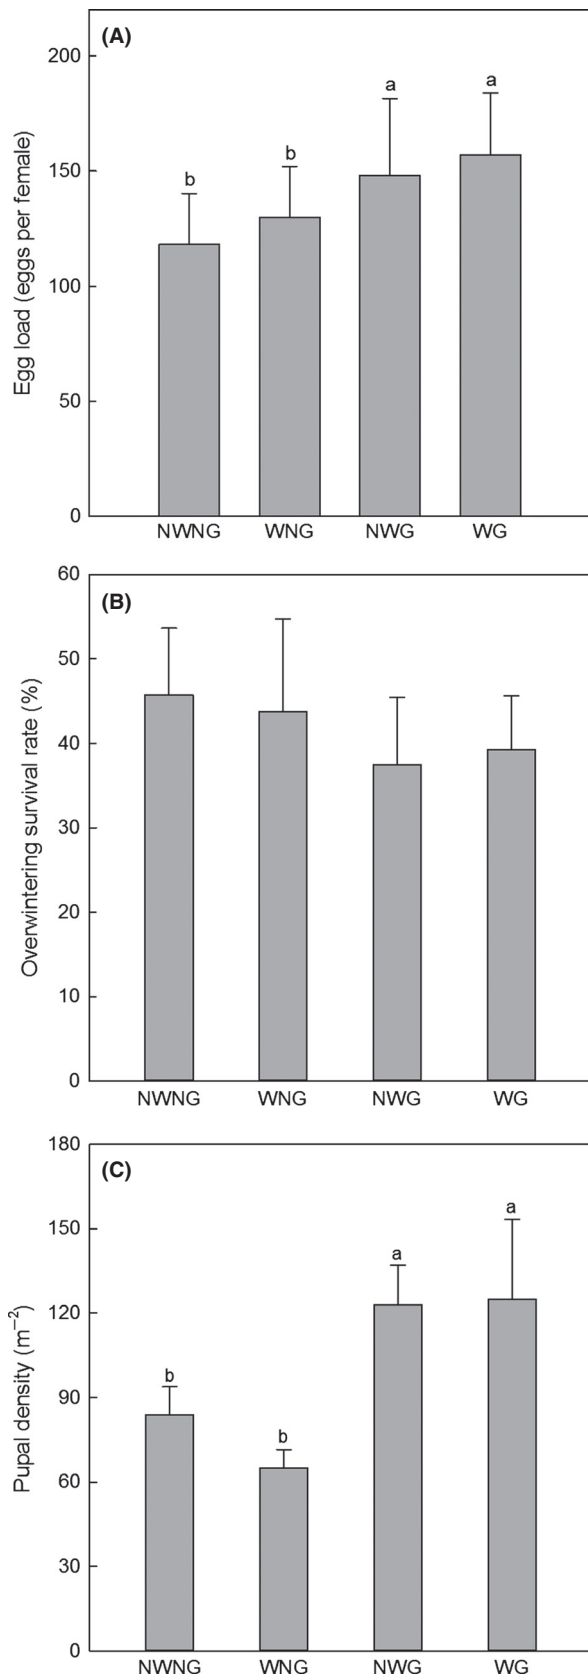 (A)
Egg load (eggs per female)
200
150
100
50
0
b
b
a
a
NWNG WNG NWG WG
(B)
Overwintering survival rate (%)
60
50
40
30
20
10
0
NWNG WNG NWG WG
(C)
Pupal density (m⁻²)
180
150
120
90
60
30
0
b
b
a
a
NWNG WNG NWG WG